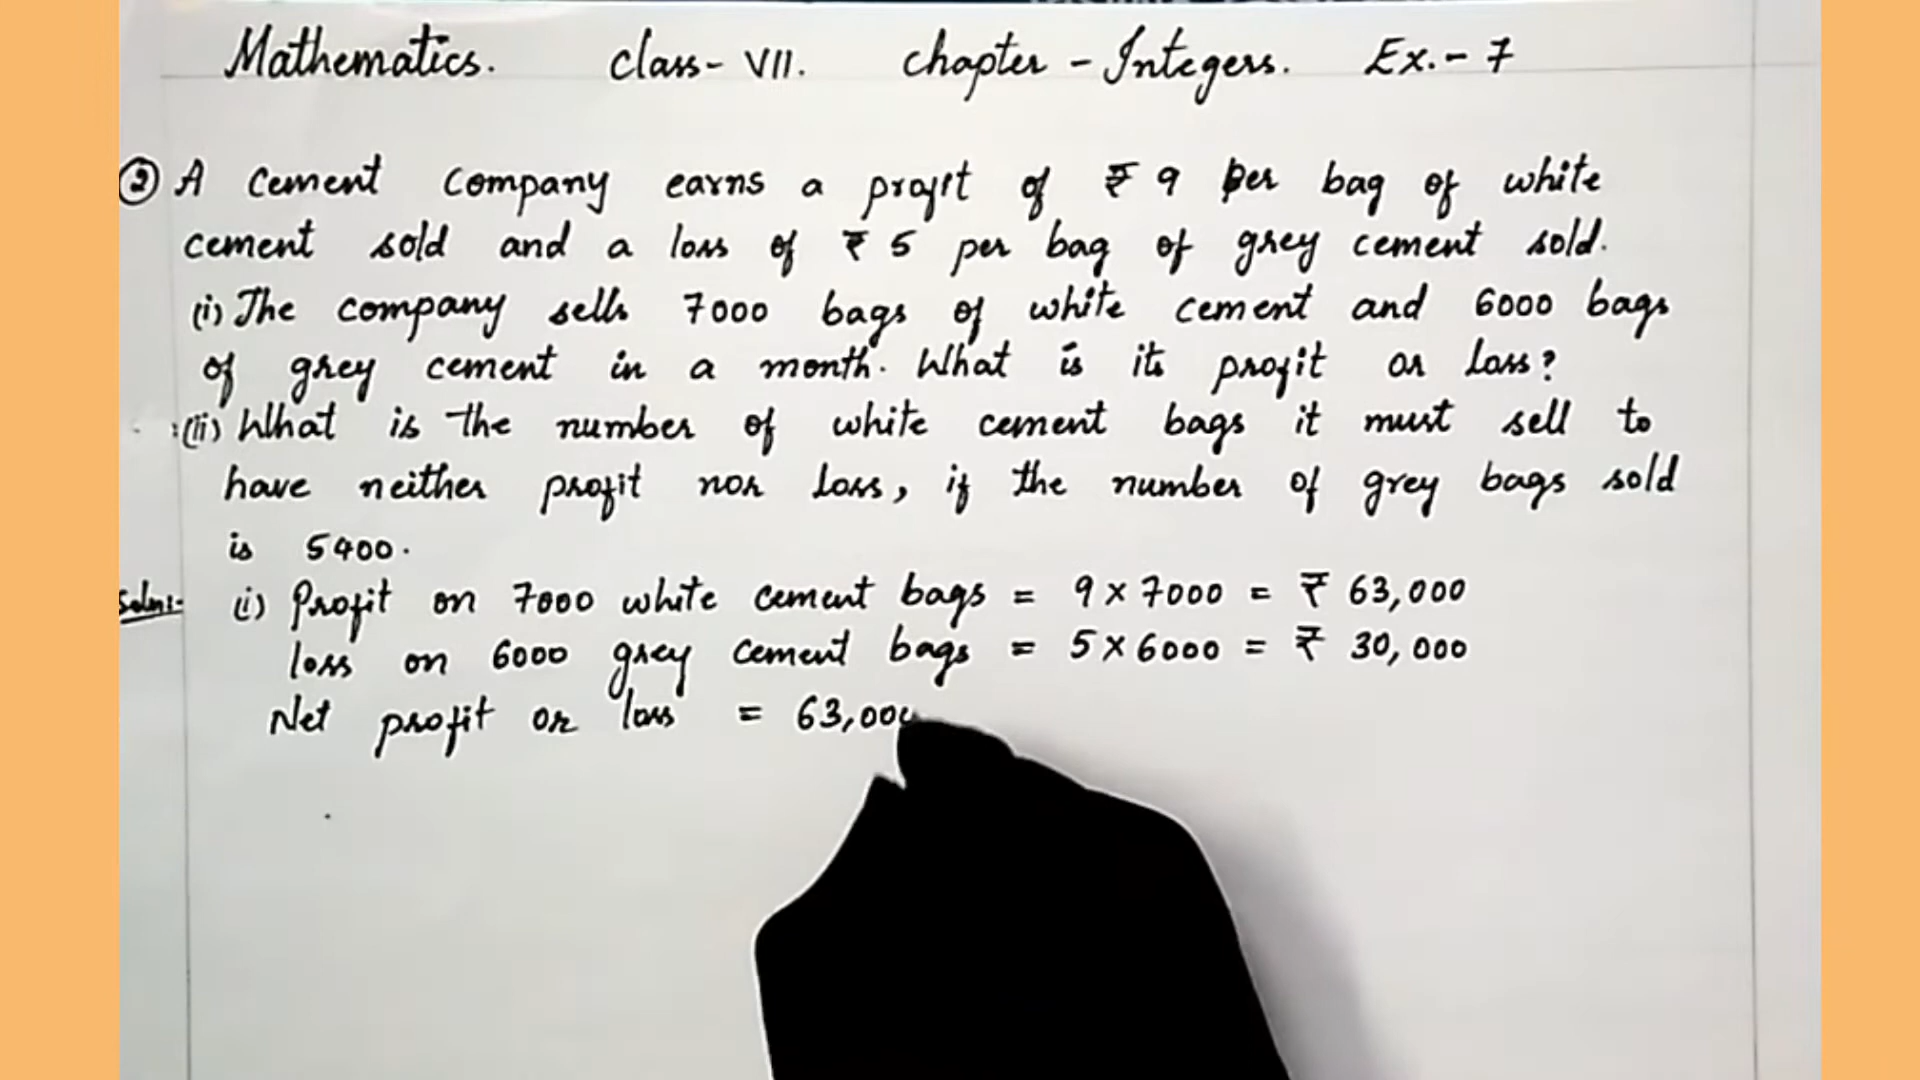 Mathematics. class- VII. chapter - Integers. Ex.- 7
② A cement company earns a profit of ₹ 9 per bag of white
cement sold and a loss of ₹ 5 per bag of grey cement sold.
(i) The company sells 7000 bags of white cement and 6000 bags
of grey cement in a month. What is its profit or loss?
(ii) What is the number of white cement bags it must sell to
have neither profit nor loss, if the number of grey bags sold
is 5400.
Soln:- (i) Profit on 7000 white cement bags = 9 × 7000 = ₹ 63,000
loss on 6000 grey cement bags = 5 × 6000 = ₹ 30,000
Net profit or loss = 63,000